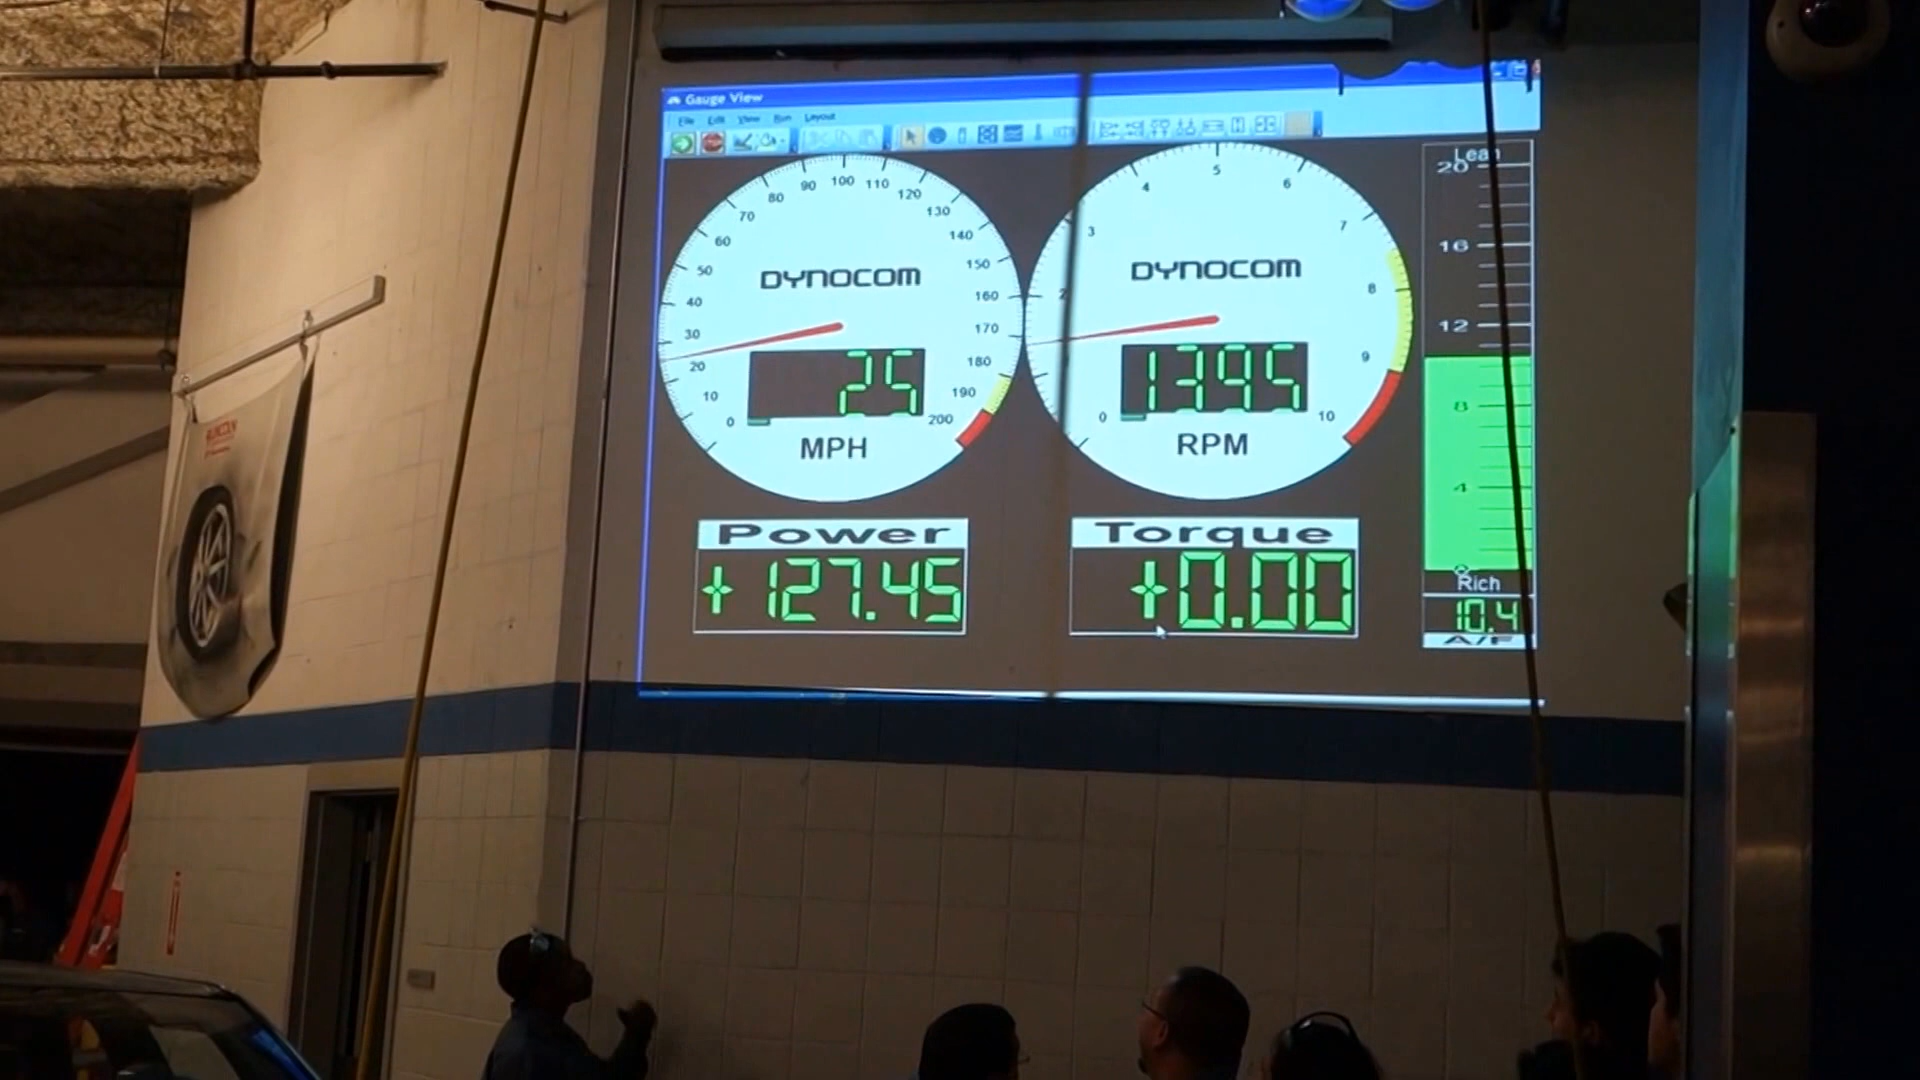 Gauge View
File Edit View Run Layout
0 10 20 30 40 50 60 70 80 90 100 110 120 130 140 150 160 170 180 190 200
DYNOCOM
25
MPH
0 2 3 4 5 6 7 8 9 10
DYNOCOM
1395
RPM
Lean
20
16
12
8
4
0
Rich
10.4
A/F
Power
+127.45
Torque
+0.00